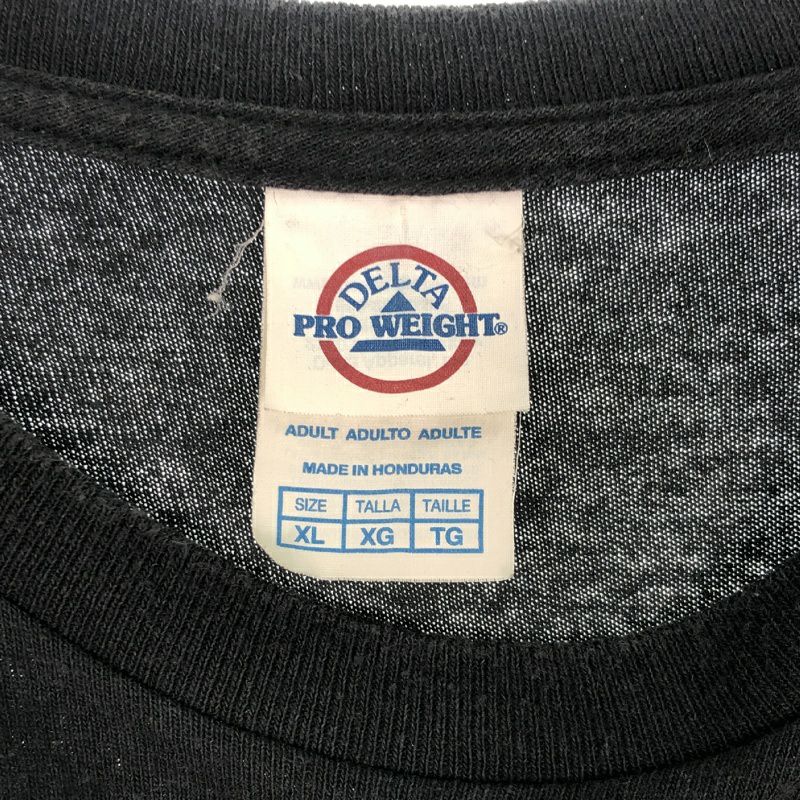 DELTA
PRO WEIGHT®
ADULT ADULTO ADULTE
MADE IN HONDURAS
SIZE TALLA TAILLE
XL XG TG